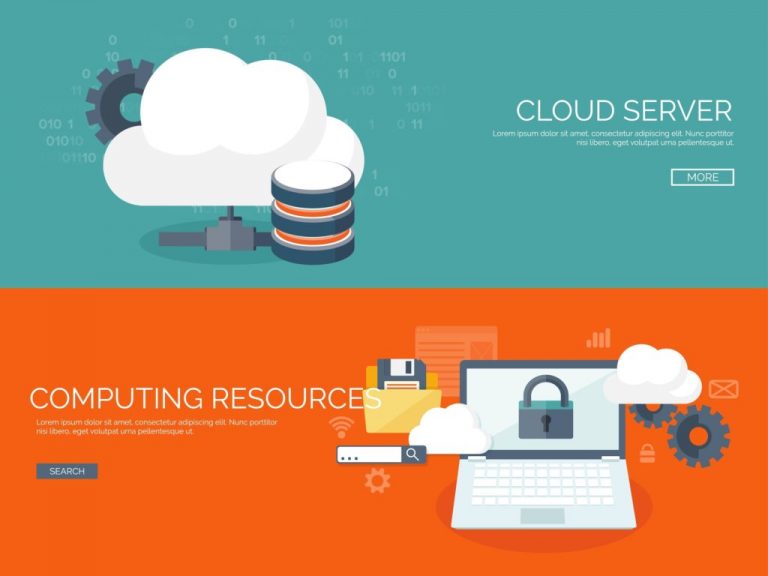 CLOUD SERVER
Lorem ipsum dolor sit amet, consectetur adipiscing elit. Nunc porttitor
nisi libero, eget volutpat urna pellentesque ut.
MORE
COMPUTING RESOURCES
Lorem ipsum dolor sit amet, consectetur adipiscing elit. Nunc porttitor
nisi libero, eget volutpat urna pellentesque ut.
SEARCH